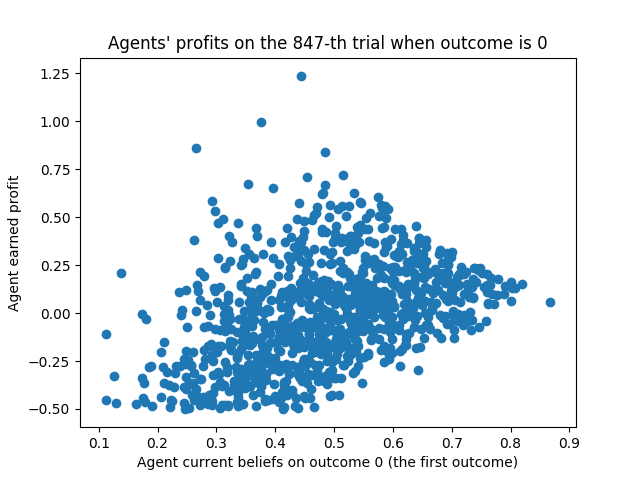 Agents' profits on the 847-th trial when outcome is 0
Agent earned profit
1.25
1.00
0.75
0.50
0.25
0.00
−0.25
−0.50
0.1 0.2 0.3 0.4 0.5 0.6 0.7 0.8 0.9
Agent current beliefs on outcome 0 (the first outcome)